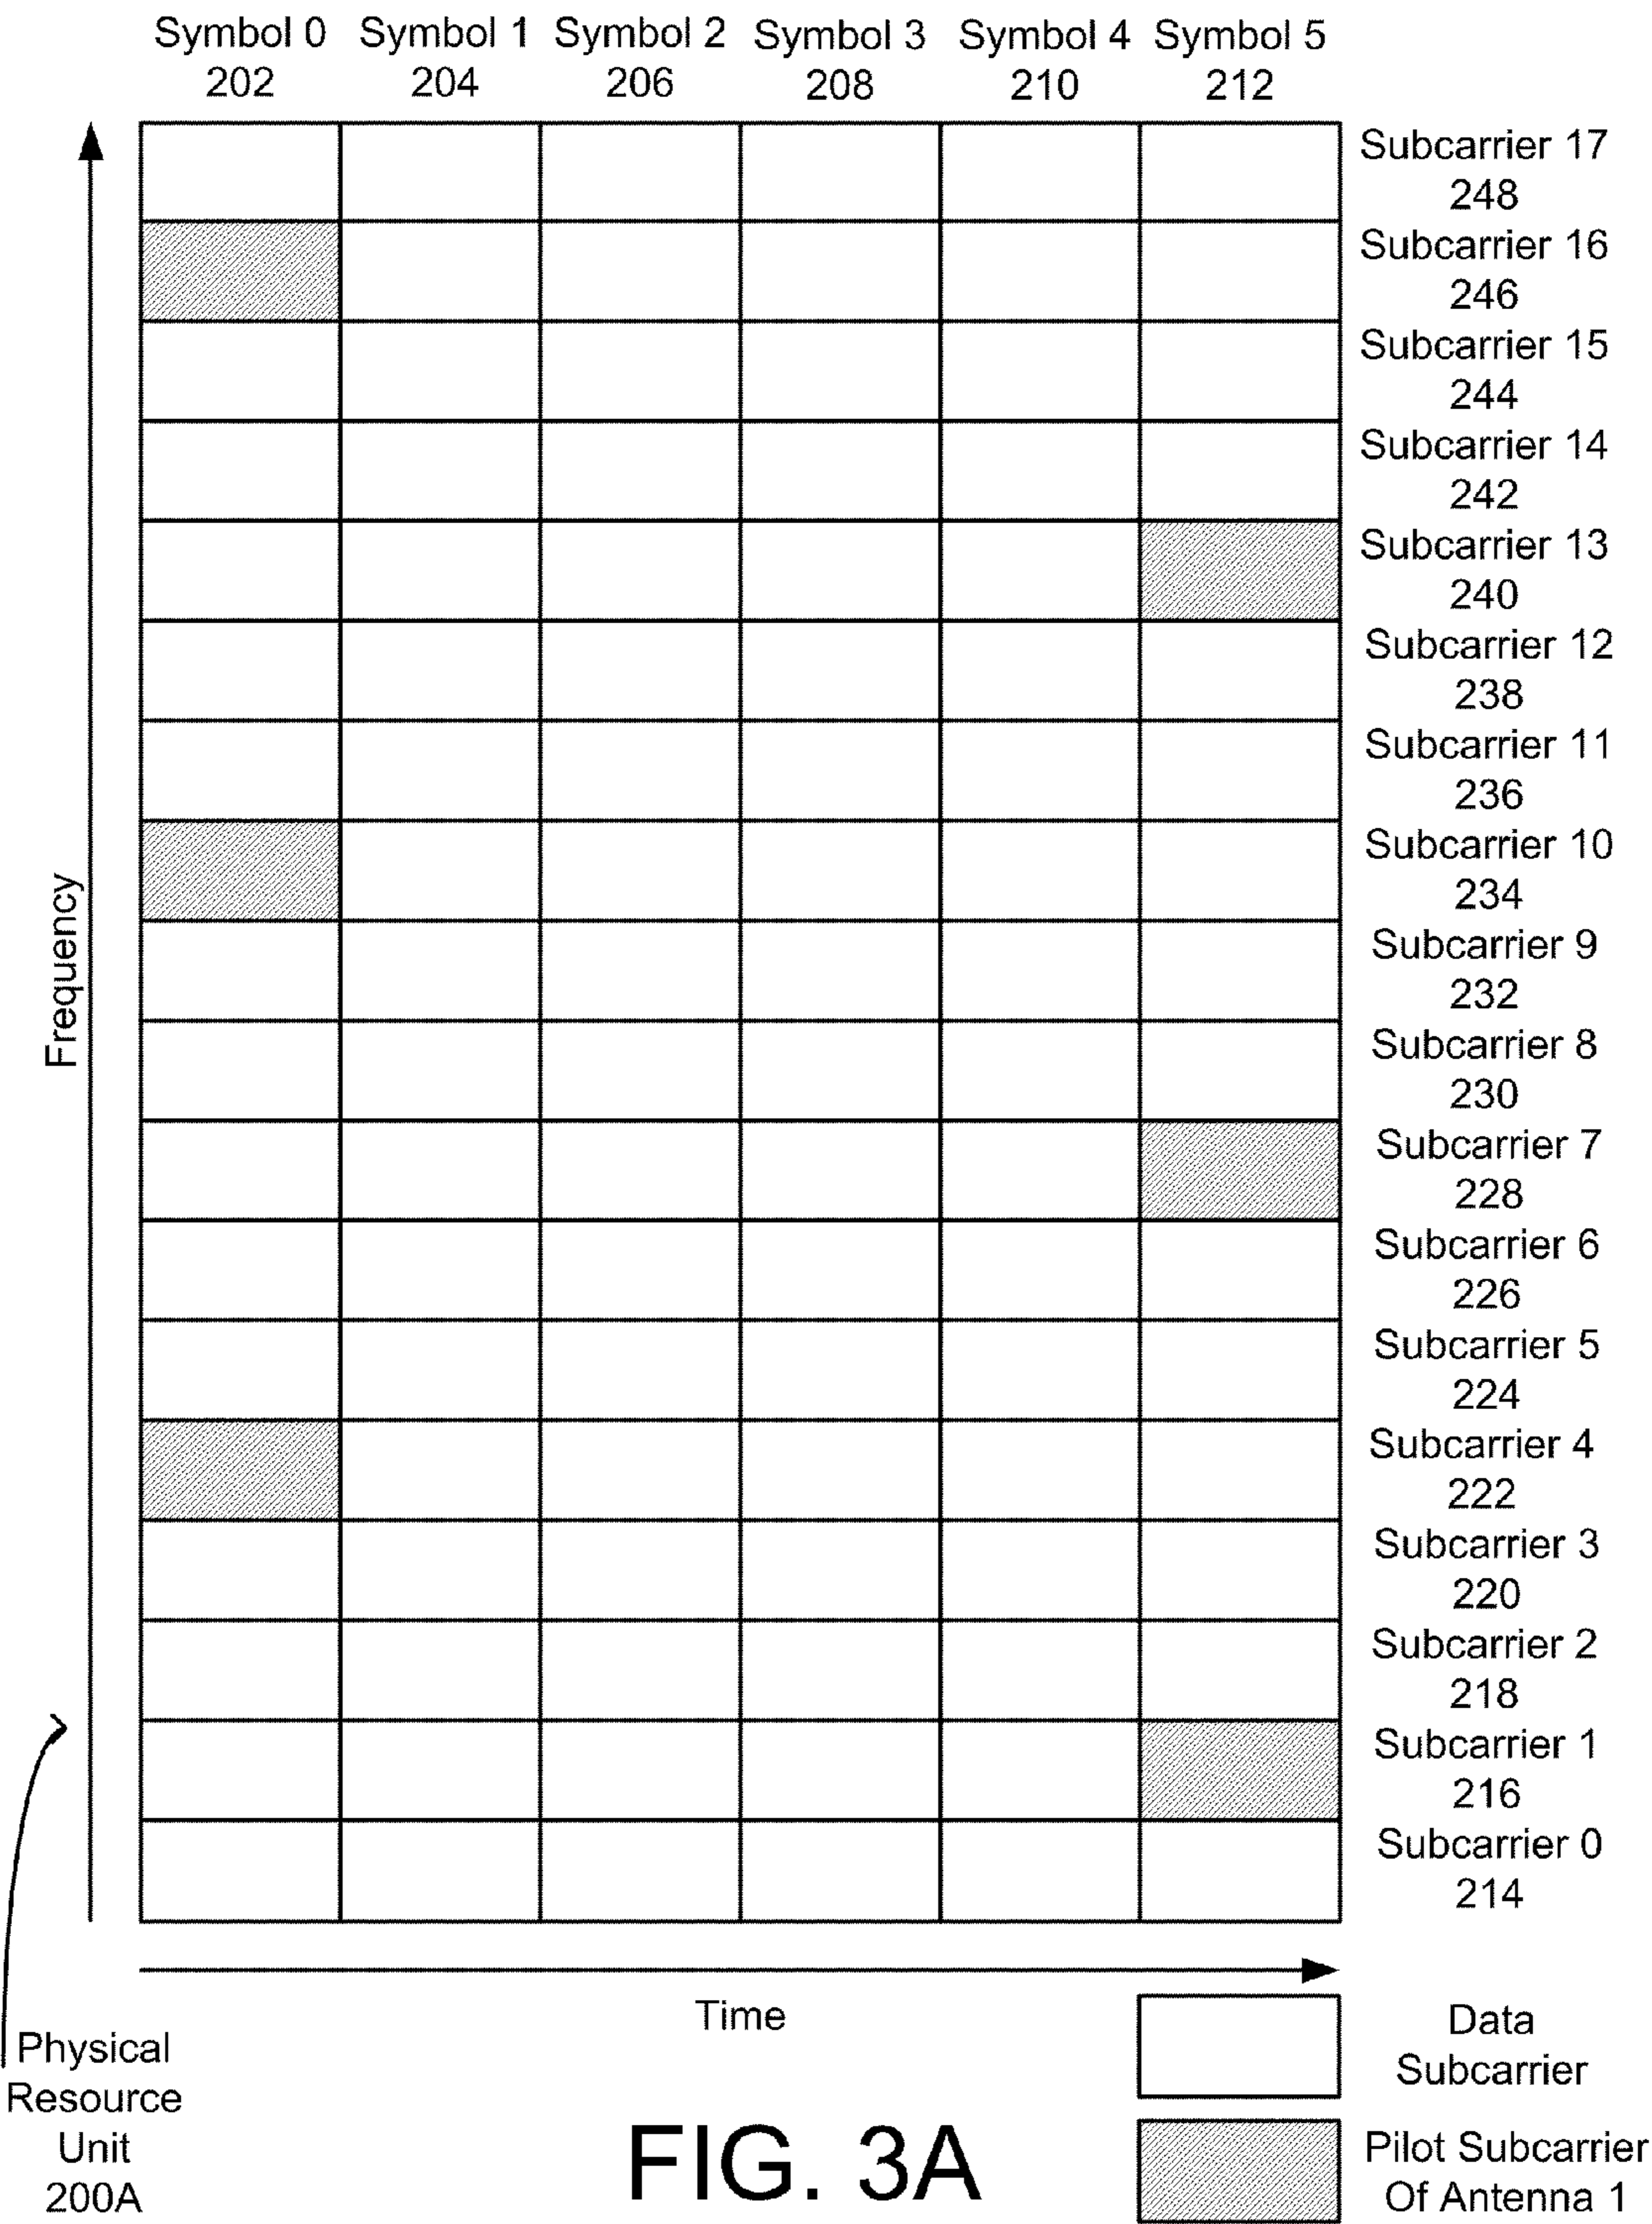 Symbol 0 Symbol 1 Symbol 2 Symbol 3 Symbol 4 Symbol 5
202 204 206 208 210 212
Subcarrier 17
248
Subcarrier 16
246
Subcarrier 15
244
Subcarrier 14
242
Subcarrier 13
240
Subcarrier 12
238
Subcarrier 11
236
Subcarrier 10
234
Subcarrier 9
232
Subcarrier 8
230
Subcarrier 7
228
Subcarrier 6
226
Subcarrier 5
224
Subcarrier 4
222
Subcarrier 3
220
Subcarrier 2
218
Subcarrier 1
216
Subcarrier 0
214
Frequency
Time
Physical
Resource
Unit
200A
Data
Subcarrier
Pilot Subcarrier
Of Antenna 1
FIG. 3A